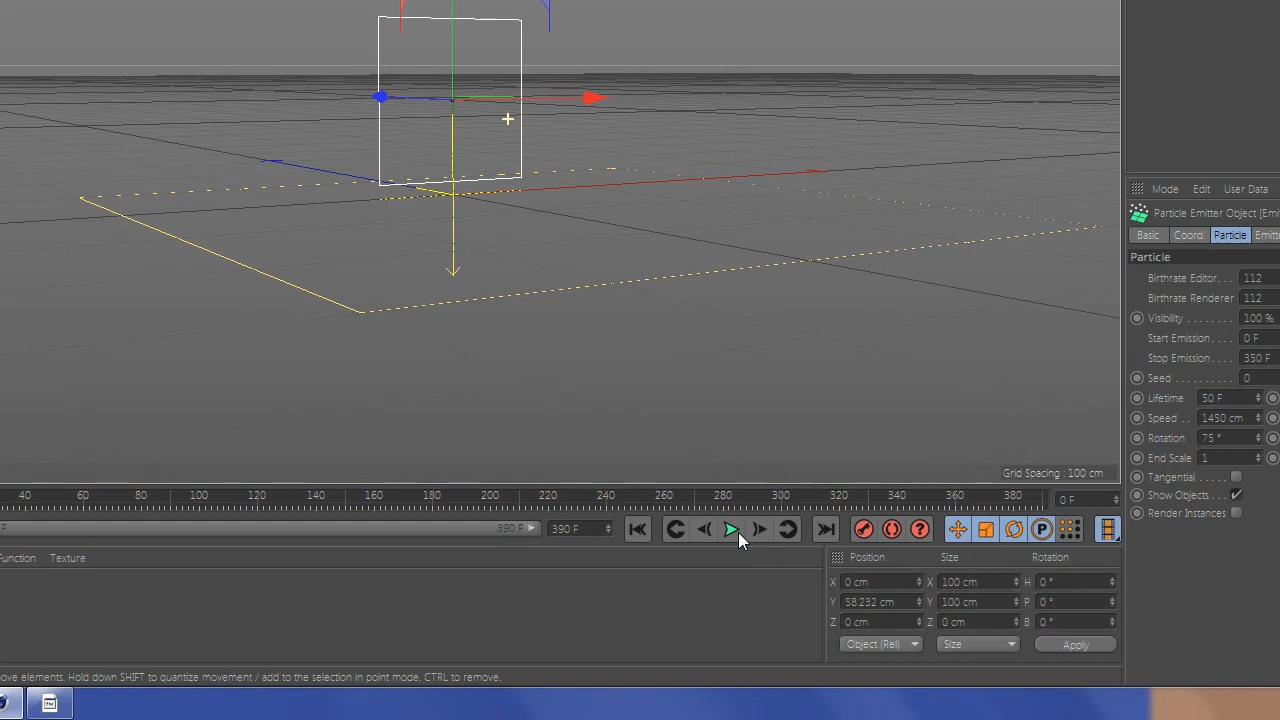 Mode Edit User Data
Particle Emitter Object [Emi
Basic Coord. Particle Emitte
Particle
Birthrate Editor. . . 112
Birthrate Renderer 112
Visibility . . . . . . . . 100 %
Start Emission. . . . 0 F
Stop Emission. . . . 350 F
Seed . . . . . . . . . . 0
Lifetime 50 F
Speed . . 1450 cm
Rotation 75 °
End Scale 1
Tangential .
Show Objects . . .
Render Instances
Grid Spacing : 100 cm
40 60 80 100 120 140 160 180 200 220 240 260 280 300 320 340 360 380 0 F
F 390 F 390 F
P
Function Texture
Position Size Rotation
X 0 cm X 100 cm H 0 °
Y 58.232 cm Y 100 cm P 0 °
Z 0 cm Z 0 cm B 0 °
Object (Rel) Size Apply
ove elements. Hold down SHIFT to quantize movement / add to the selection in point mode, CTRL to remove.